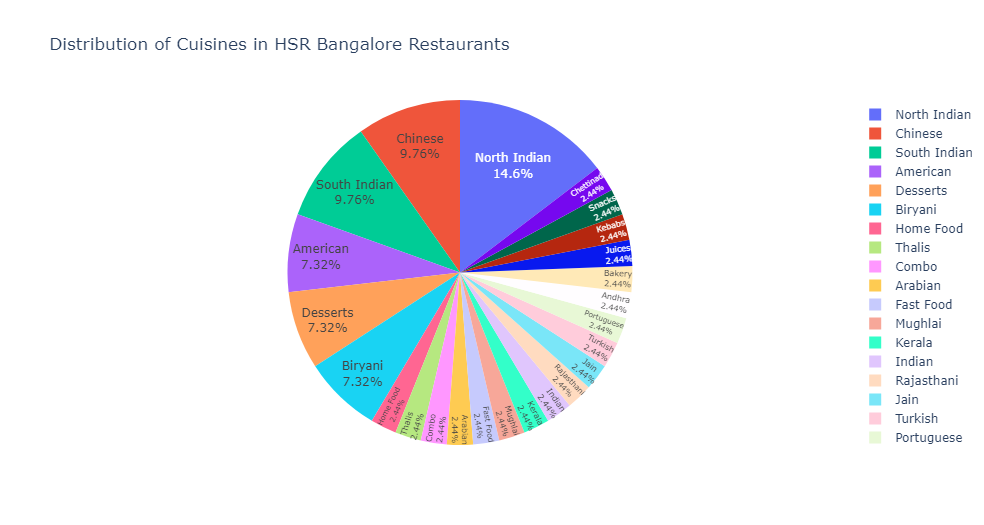 Distribution of Cuisines in HSR Bangalore Restaurants
North Indian
14.6%
Chinese
9.76%
South Indian
9.76%
American
7.32%
Desserts
7.32%
Biryani
7.32%
Home Food
2.44%
Thalis
2.44%
Combo
2.44%
Arabian
2.44%
Fast Food
2.44%
Mughlai
2.44%
Kerala
2.44%
Indian
2.44%
Rajasthani
2.44%
Jain
2.44%
Turkish
2.44%
Portuguese
2.44%
Andhra
2.44%
Bakery
2.44%
Juices
2.44%
Kebabs
2.44%
Snacks
2.44%
Chettinad
2.44%
North Indian
Chinese
South Indian
American
Desserts
Biryani
Home Food
Thalis
Combo
Arabian
Fast Food
Mughlai
Kerala
Indian
Rajasthani
Jain
Turkish
Portuguese